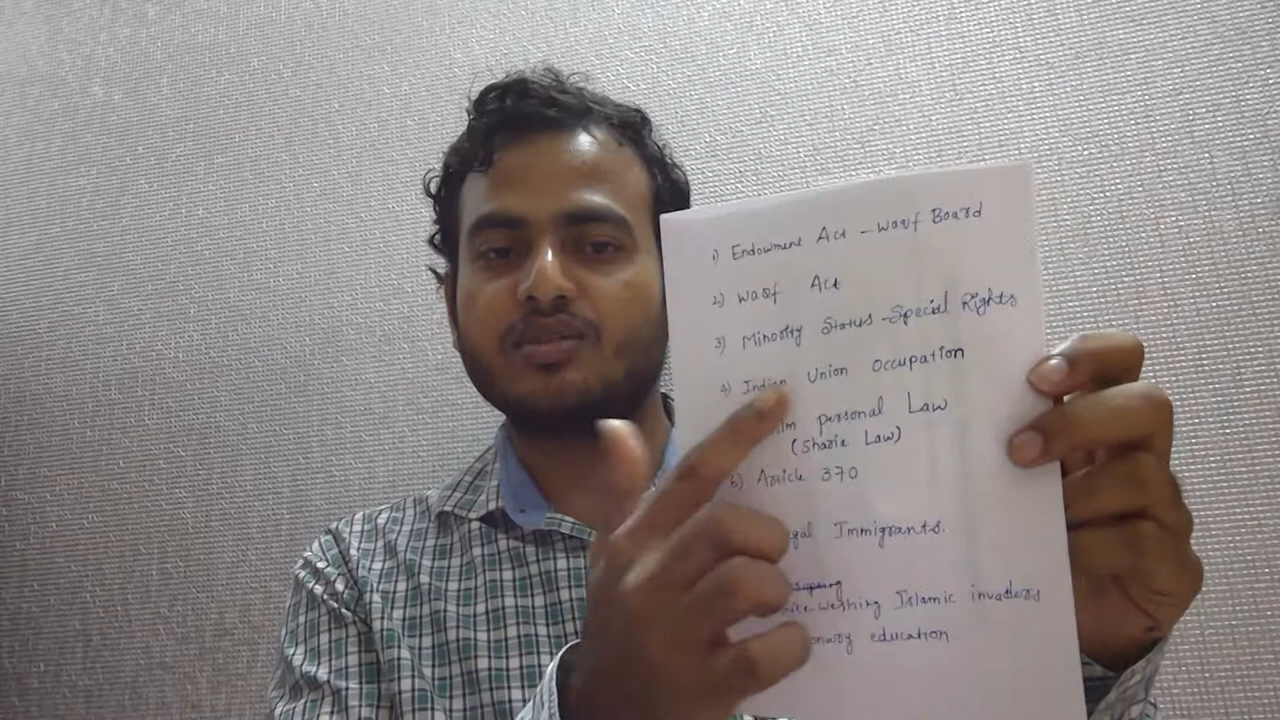 1) Endowment Act - Waqf Board
2) Waqf Act
3) Minority Status - Special Rights
4) Indian Union Occupation
personal Law
(Sharia Law)
6) Article 370
Immigrants.
Islamic invaders
education